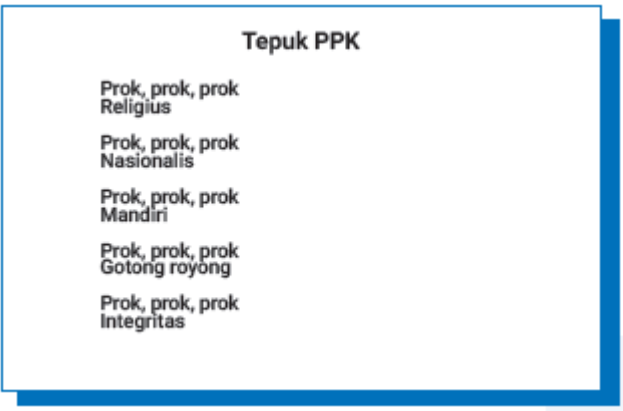 Tepuk PPK
Prok, prok, prok
Religius
Prok, prok, prok
Nasionalis
Prok, prok, prok
Mandiri
Prok, prok, prok
Gotong royong
Prok, prok, prok
Integritas